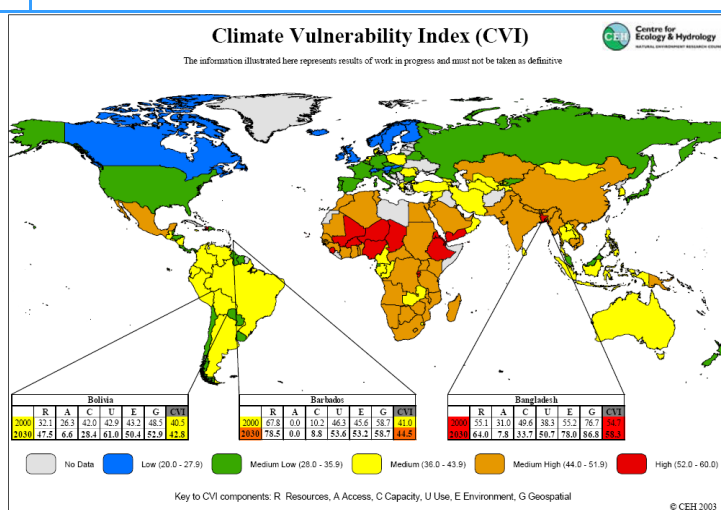 Climate Vulnerability Index (CVI)
CEH
Centre for
Ecology & Hydrology
NATURAL ENVIRONMENT RESEARCH COUNCIL
The information illustrated here represents results of work in progress and must not be taken as definitive
Bolivia
R A C U E G CVI
2000 32.1 26.3 42.0 42.9 43.2 48.5 40.5
2030 47.5 6.6 28.4 61.0 50.4 52.9 42.8
Barbados
R A C U E G CVI
2000 67.8 0.0 10.2 46.3 45.6 58.7 41.0
2030 78.5 0.0 8.8 53.6 53.2 58.7 44.5
Bangladesh
R A C U E G CVI
2000 55.1 31.0 49.6 38.3 55.2 76.7
2030 64.0 7.8 33.7 50.7 78.0 86.8 58.3
No Data
Low (20.0 - 27.9)
Medium Low (28.0 - 35.9)
Medium (36.0 - 43.9)
Medium High (44.0 - 51.9)
High (52.0 - 60.0)
Key to CVI components: R Resources, A Access, C Capacity, U Use, E Environment, G Geospatial
© CEH 2003